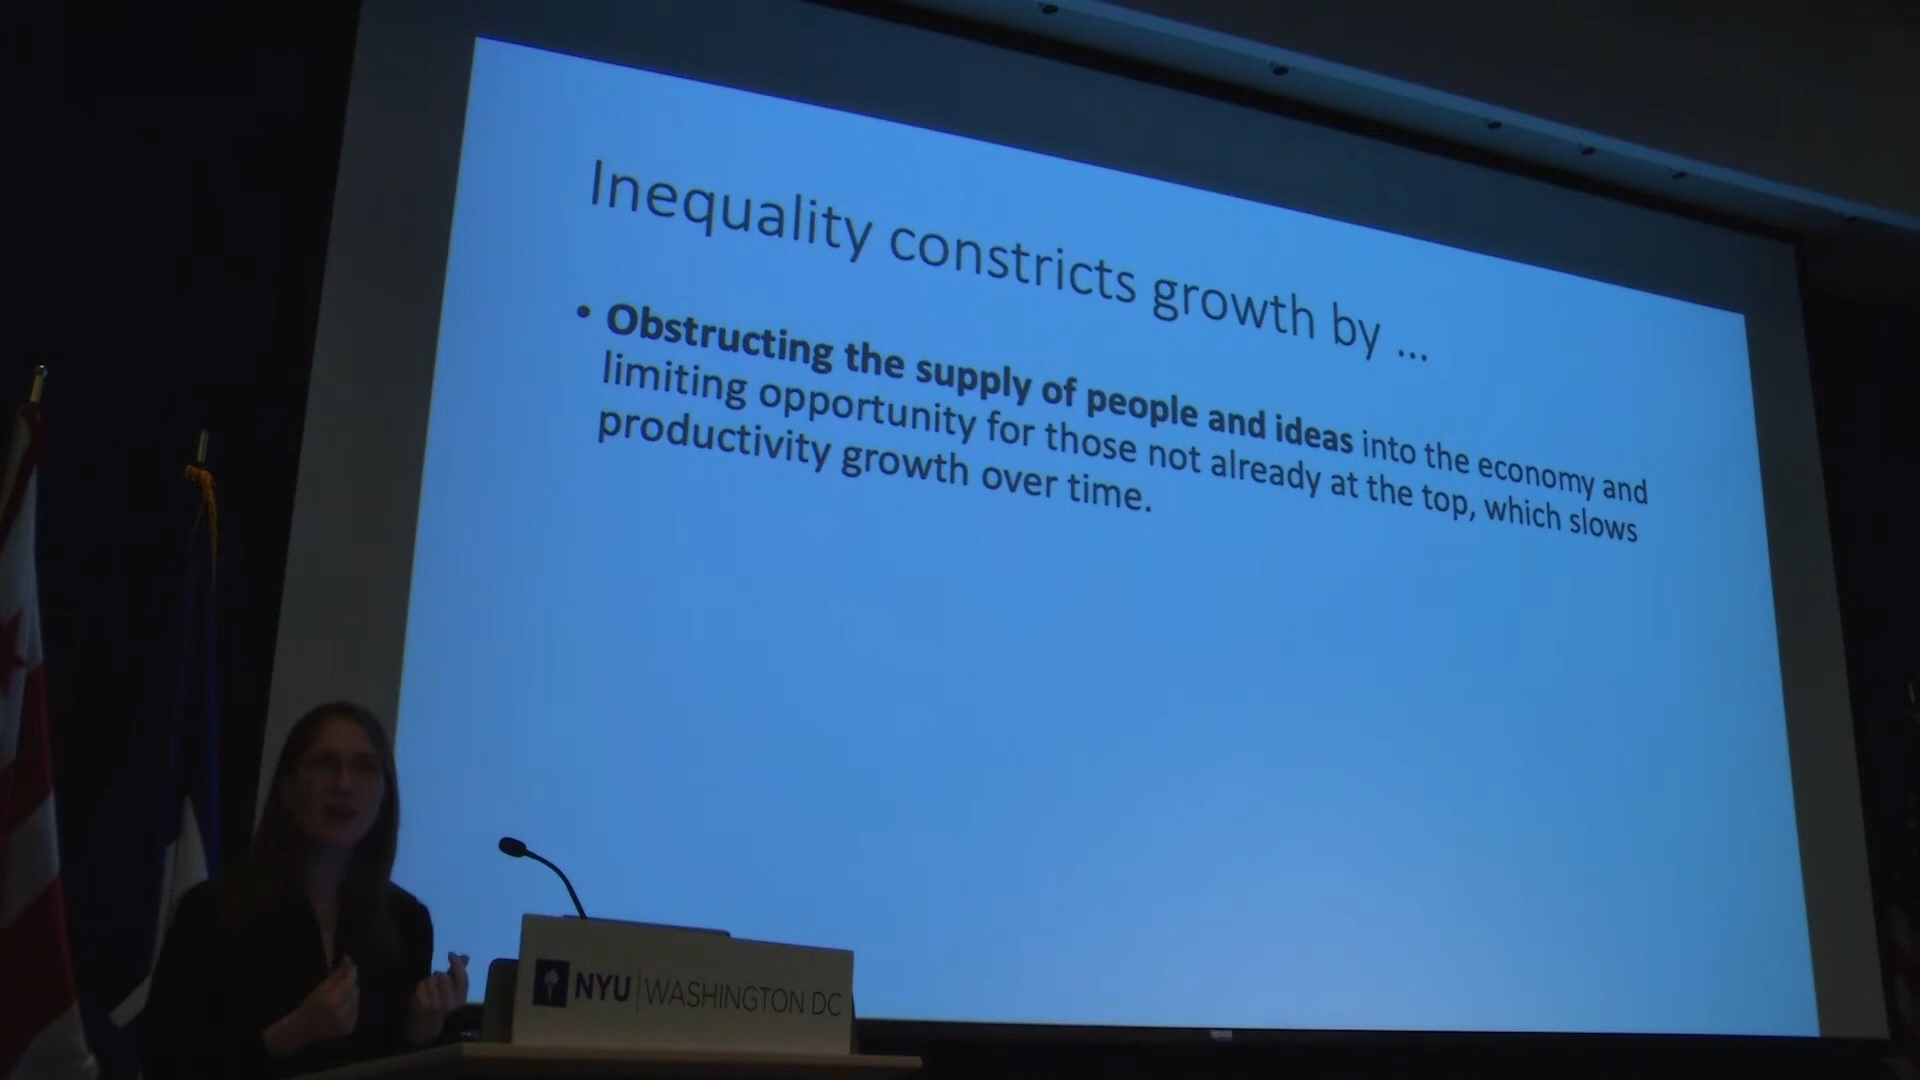 Inequality constricts growth by ...
• Obstructing the supply of people and ideas into the economy and
limiting opportunity for those not already at the top, which slows
productivity growth over time.
NYU | WASHINGTON DC